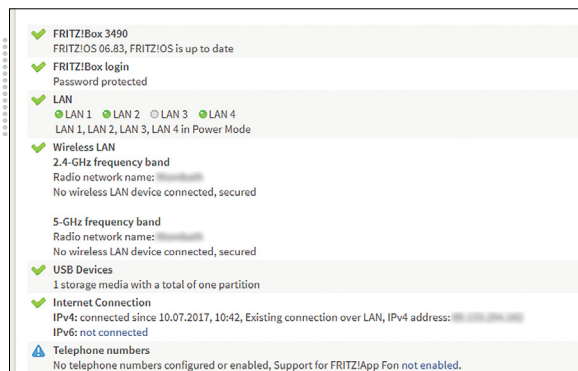 FRITZ!Box 3490
FRITZ!OS 06.83, FRITZ!OS is up to date
FRITZ!Box login
Password protected
LAN
LAN 1 LAN 2 LAN 3 LAN 4
LAN 1, LAN 2, LAN 3, LAN 4 in Power Mode
Wireless LAN
2.4-GHz frequency band
Radio network name:
No wireless LAN device connected, secured
5-GHz frequency band
Radio network name:
No wireless LAN device connected, secured
USB Devices
1 storage media with a total of one partition
Internet Connection
IPv4: connected since 10.07.2017, 10:42, Existing connection over LAN, IPv4 address:
IPv6: not connected
Telephone numbers
No telephone numbers configured or enabled, Support for FRITZ!App Fon not enabled.